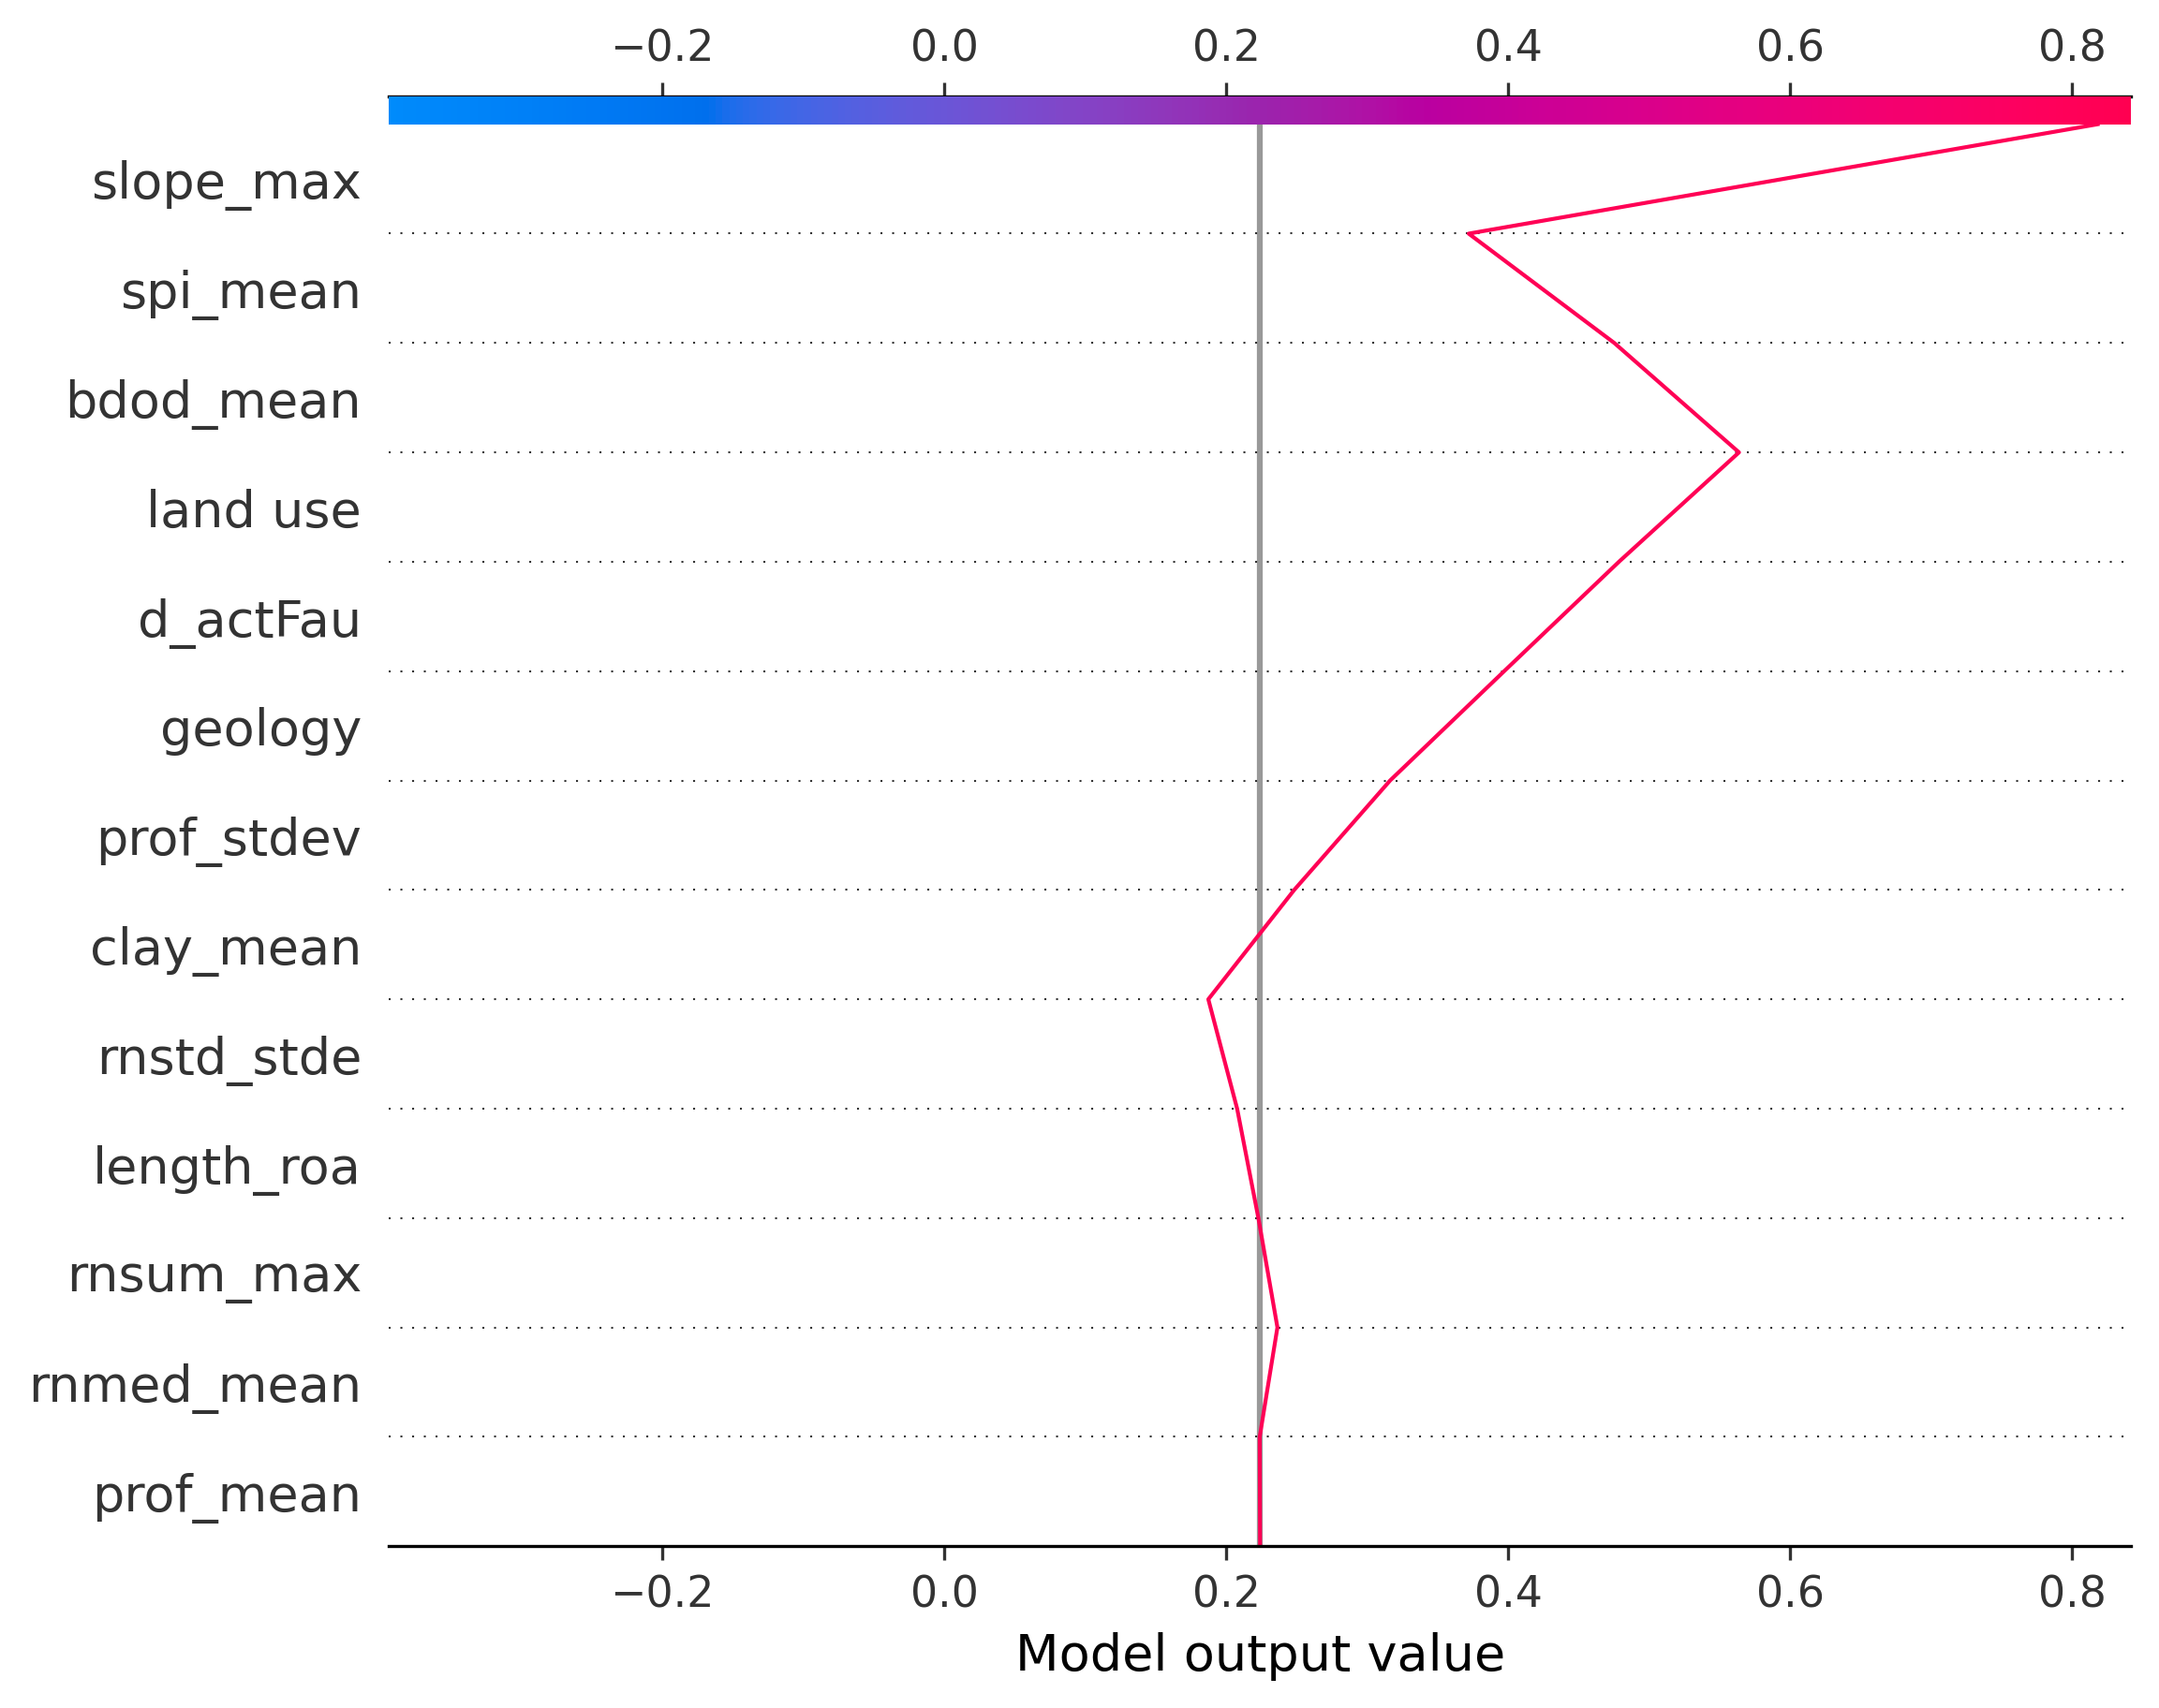 −0.2 0.0 0.2 0.4 0.6 0.8
slope_max
spi_mean
bdod_mean
land use
d_actFau
geology
prof_stdev
clay_mean
rnstd_stde
length_roa
rnsum_max
rnmed_mean
prof_mean
−0.2 0.0 0.2 0.4 0.6 0.8
Model output value